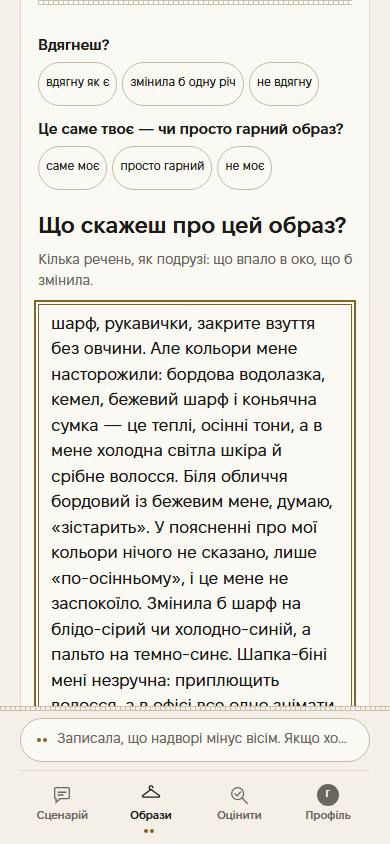 Вдягнеш?
вдягну як є
змінила б одну річ
не вдягну
Це саме твоє — чи просто гарний образ?
саме моє
просто гарний
не моє
Що скажеш про цей образ?
Кілька речень, як подрузі: що впало в око, що б
змінила.
шарф, рукавички, закрите взуття
без овчини. Але кольори мене
насторожили: бордова водолазка,
кемел, бежевий шарф і коньячна
сумка — це теплі, осінні тони, а в
мене холодна світла шкіра й
срібне волосся. Біля обличчя
бордовий із бежевим мене, думаю,
«зістарить». У поясненні про мої
кольори нічого не сказано, лише
«по-осінньому», і це мене не
заспокоїло. Змінила б шарф на
блідо-сірий чи холодно-синій, а
пальто на темно-синє. Шапка-біні
мені незручна: приплющить
волосся, а в офісі все одно знімати
Записала, що надворі мінус вісім. Якщо хо...
Сценарій
Образи
Оцінити
Г
Профіль